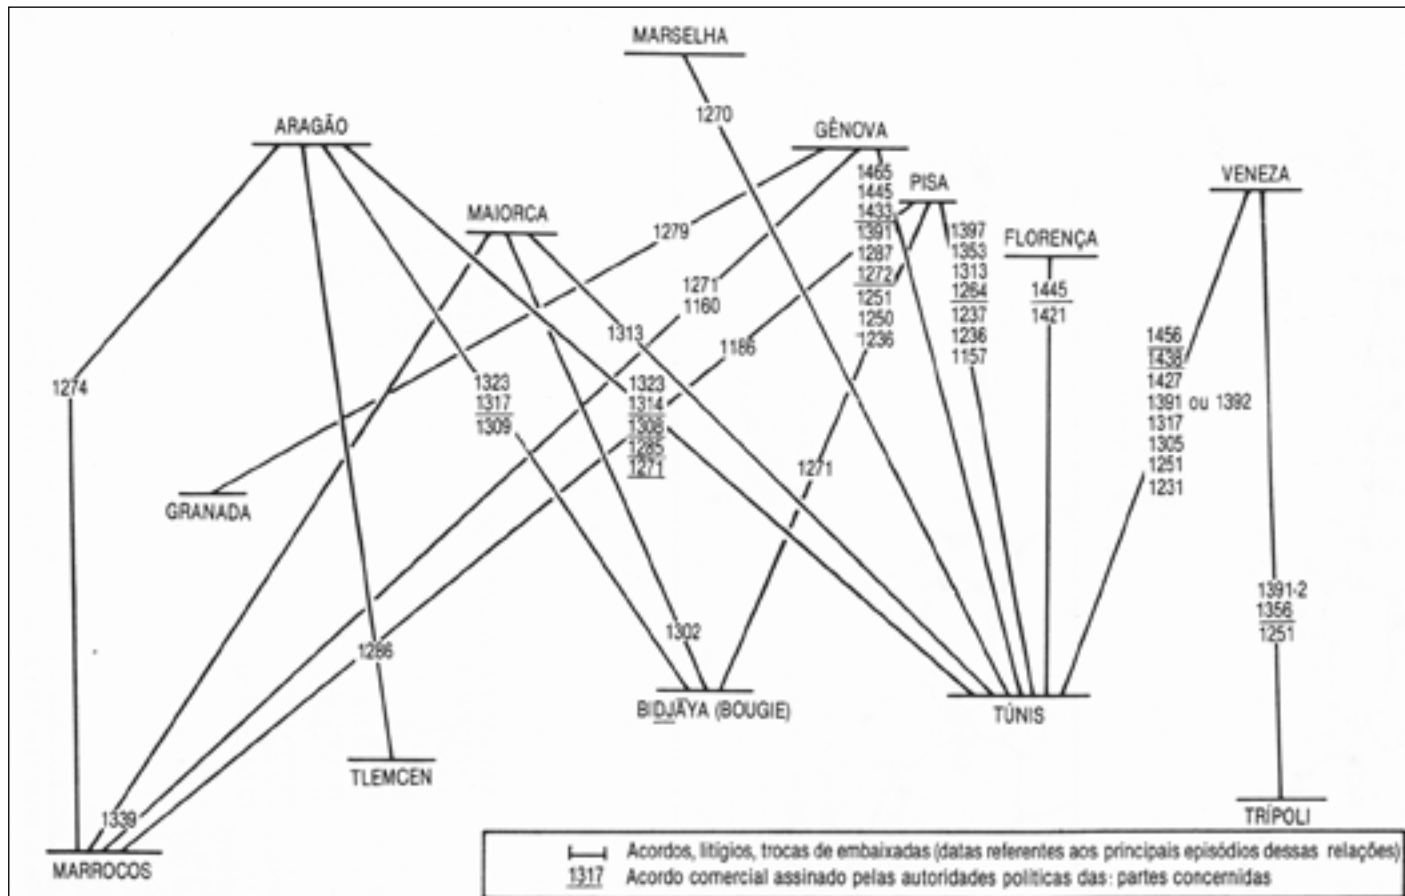 MARSELHA
1270
ARAGÃO
GÊNOVA
1465
1445
1433
1391
1287
1272
1251
1250
1236
PISA
VENEZA
MAIORCA
1279
1397
1353
1313
1264
1237
1236
1157
FLORENÇA
1445
1421
1271
1160
1313
1186
1456
1438
1427
1391 ou 1392
1317
1305
1251
1231
1274
1323
1317
1309
1323
1314
1308
1285
1271
1271
GRANADA
1391-2
1356
1251
1302
1286
BIDJĀYA (BOUGIE)
TÚNIS
TLEMCEN
1339
TRÍPOLI
MARROCOS
Acordos, litígios, trocas de embaixadas (datas referentes aos principais episódios dessas relações)
1317 Acordo comercial assinado pelas autoridades políticas das: partes concernidas